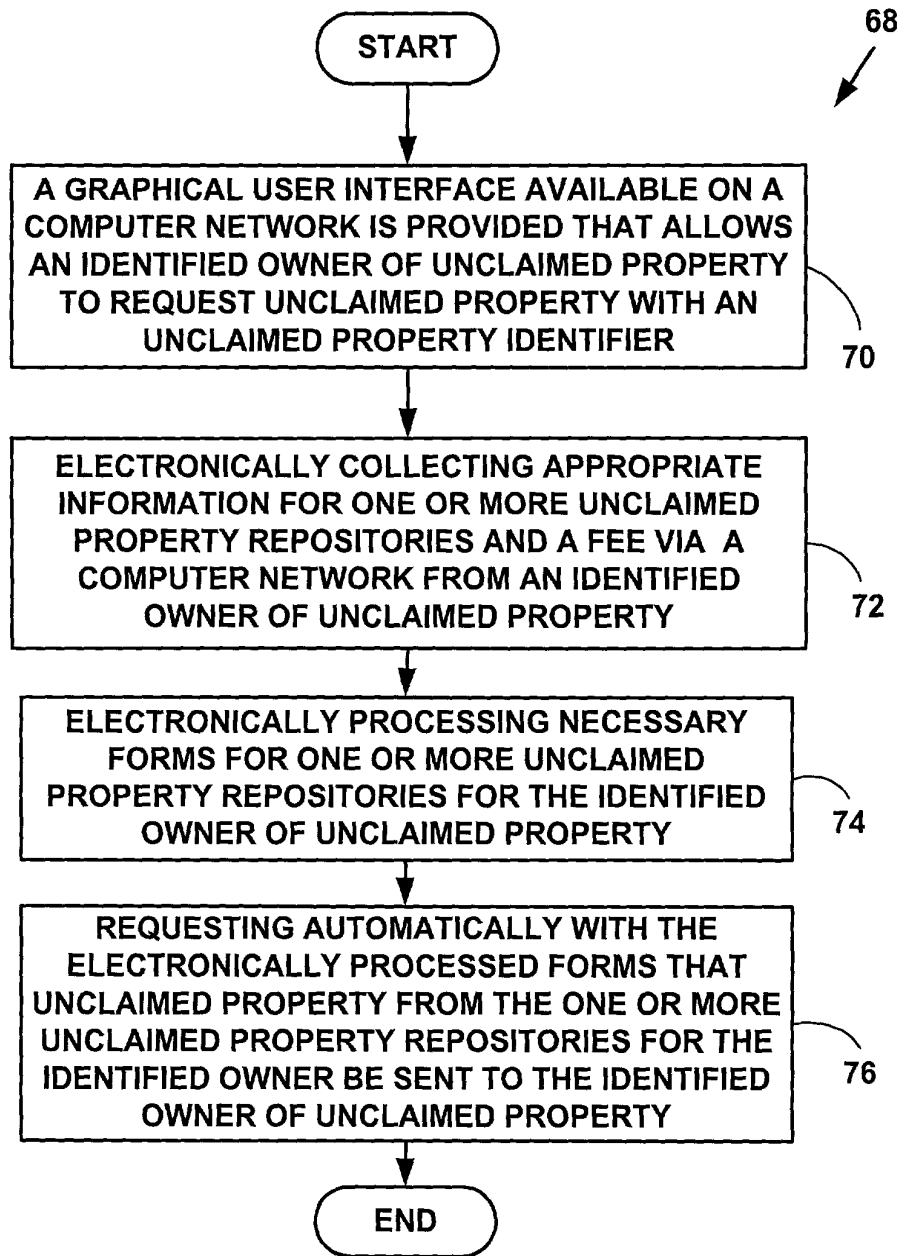 68
START
A GRAPHICAL USER INTERFACE AVAILABLE ON A
COMPUTER NETWORK IS PROVIDED THAT ALLOWS
AN IDENTIFIED OWNER OF UNCLAIMED PROPERTY
TO REQUEST UNCLAIMED PROPERTY WITH AN
UNCLAIMED PROPERTY IDENTIFIER
70
ELECTRONICALLY COLLECTING APPROPRIATE
INFORMATION FOR ONE OR MORE UNCLAIMED
PROPERTY REPOSITORIES AND A FEE VIA A
COMPUTER NETWORK FROM AN IDENTIFIED
OWNER OF UNCLAIMED PROPERTY
72
ELECTRONICALLY PROCESSING NECESSARY
FORMS FOR ONE OR MORE UNCLAIMED
PROPERTY REPOSITORIES FOR THE IDENTIFIED
OWNER OF UNCLAIMED PROPERTY
74
REQUESTING AUTOMATICALLY WITH THE
ELECTRONICALLY PROCESSED FORMS THAT
UNCLAIMED PROPERTY FROM THE ONE OR MORE
UNCLAIMED PROPERTY REPOSITORIES FOR THE
IDENTIFIED OWNER BE SENT TO THE IDENTIFIED
OWNER OF UNCLAIMED PROPERTY
76
END